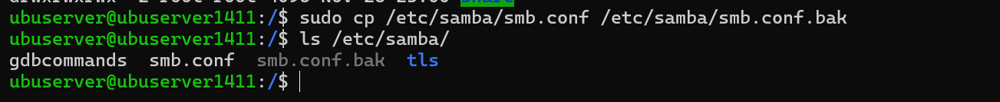 ubuserver@ubuserver1411:/$ sudo cp /etc/samba/smb.conf /etc/samba/smb.conf.bak
ubuserver@ubuserver1411:/$ ls /etc/samba/
gdbcommands  smb.conf  smb.conf.bak  tls
ubuserver@ubuserver1411:/$